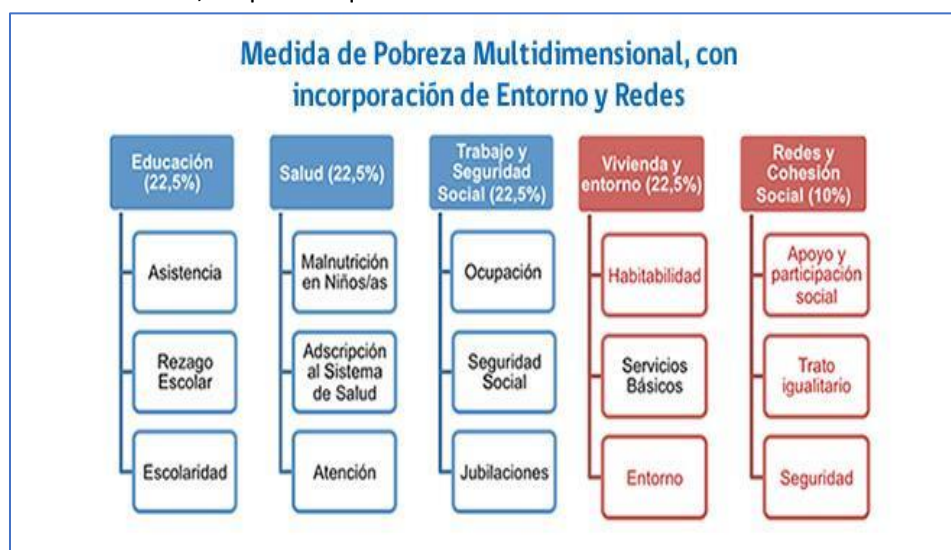 Medida de Pobreza Multidimensional, con
incorporación de Entorno y Redes
Educación
(22,5%)
Asistencia
Rezago
Escolar
Escolaridad
Salud (22,5%)
Malnutrición
en Niños/as
Adscripción
al Sistema
de Salud
Atención
Trabajo y
Seguridad
Social (22,5%)
Ocupación
Seguridad
Social
Jubilaciones
Vivienda y
entorno (22,5%)
Habitabilidad
Servicios
Básicos
Entorno
Redes y
Cohesión
Social (10%)
Apoyo y
participación
social
Trato
igualitario
Seguridad